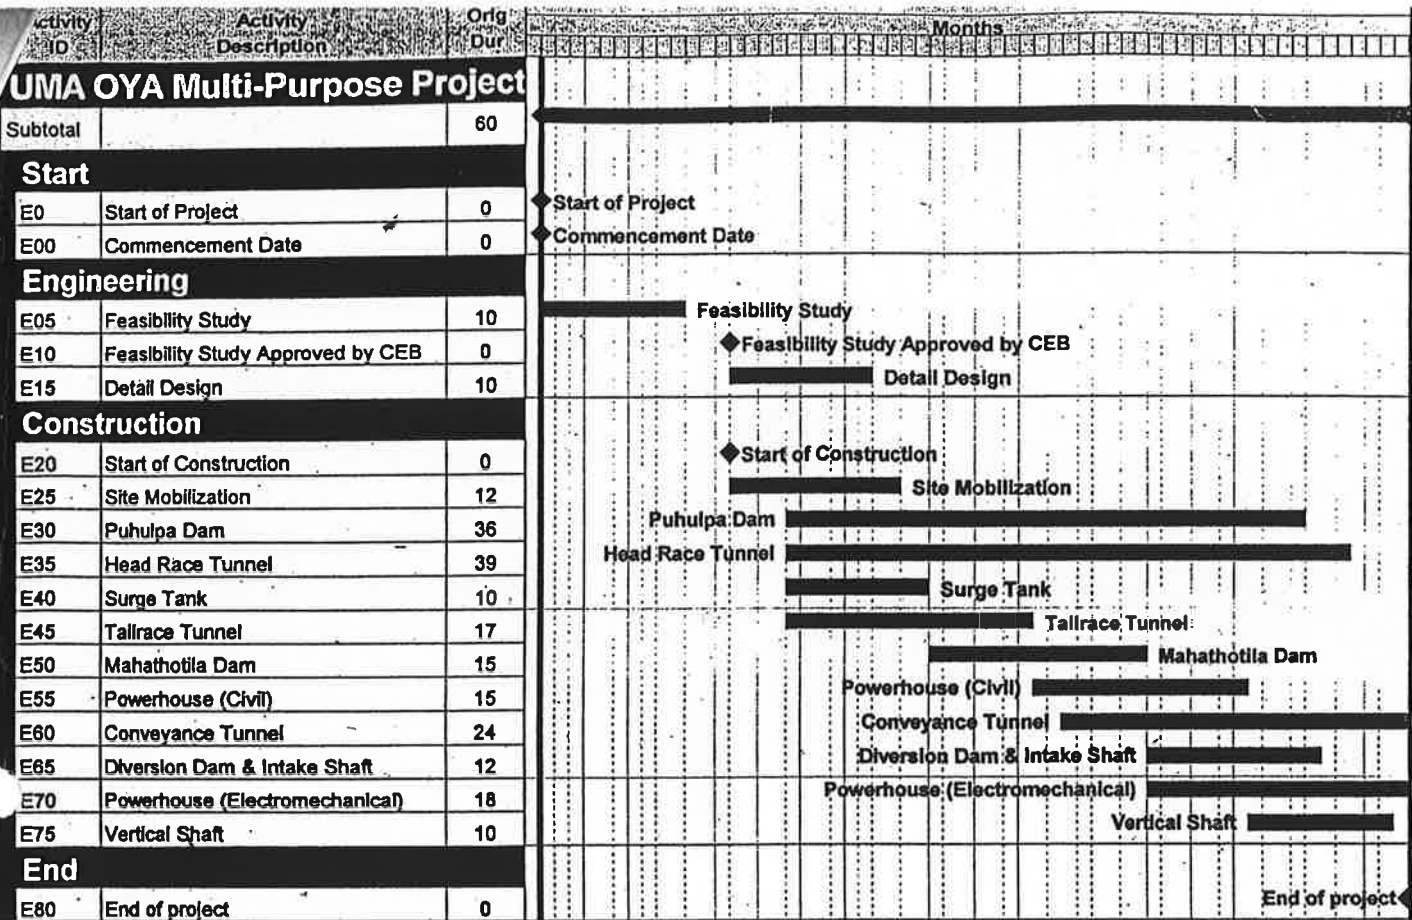 Activity ID Activity Description Orig Dur Months
UMA OYA Multi-Purpose Project
Subtotal 60
Start
E0 Start of Project 0 Start of Project
E00 Commencement Date 0 Commencement Date
Engineering
E05 Feasibility Study 10 Feasibility Study
E10 Feasibility Study Approved by CEB 0 Feasibility Study Approved by CEB
E15 Detail Design 10 Detail Design
Construction
E20 Start of Construction 0 Start of Construction
E25 Site Mobilization 12 Site Mobilization
E30 Puhulpa Dam 36 Puhulpa Dam
E35 Head Race Tunnel 39 Head Race Tunnel
E40 Surge Tank 10 Surge Tank
E45 Tailrace Tunnel 17 Tailrace Tunnel
E50 Mahathotila Dam 15 Mahathotila Dam
E55 Powerhouse (Civil) 15 Powerhouse (Civil)
E60 Conveyance Tunnel 24 Conveyance Tunnel
E65 Diversion Dam & Intake Shaft 12 Diversion Dam & Intake Shaft
E70 Powerhouse (Electromechanical) 18 Powerhouse (Electromechanical)
E75 Vertical Shaft 10 Vertical Shaft
End
E80 End of project 0 End of project